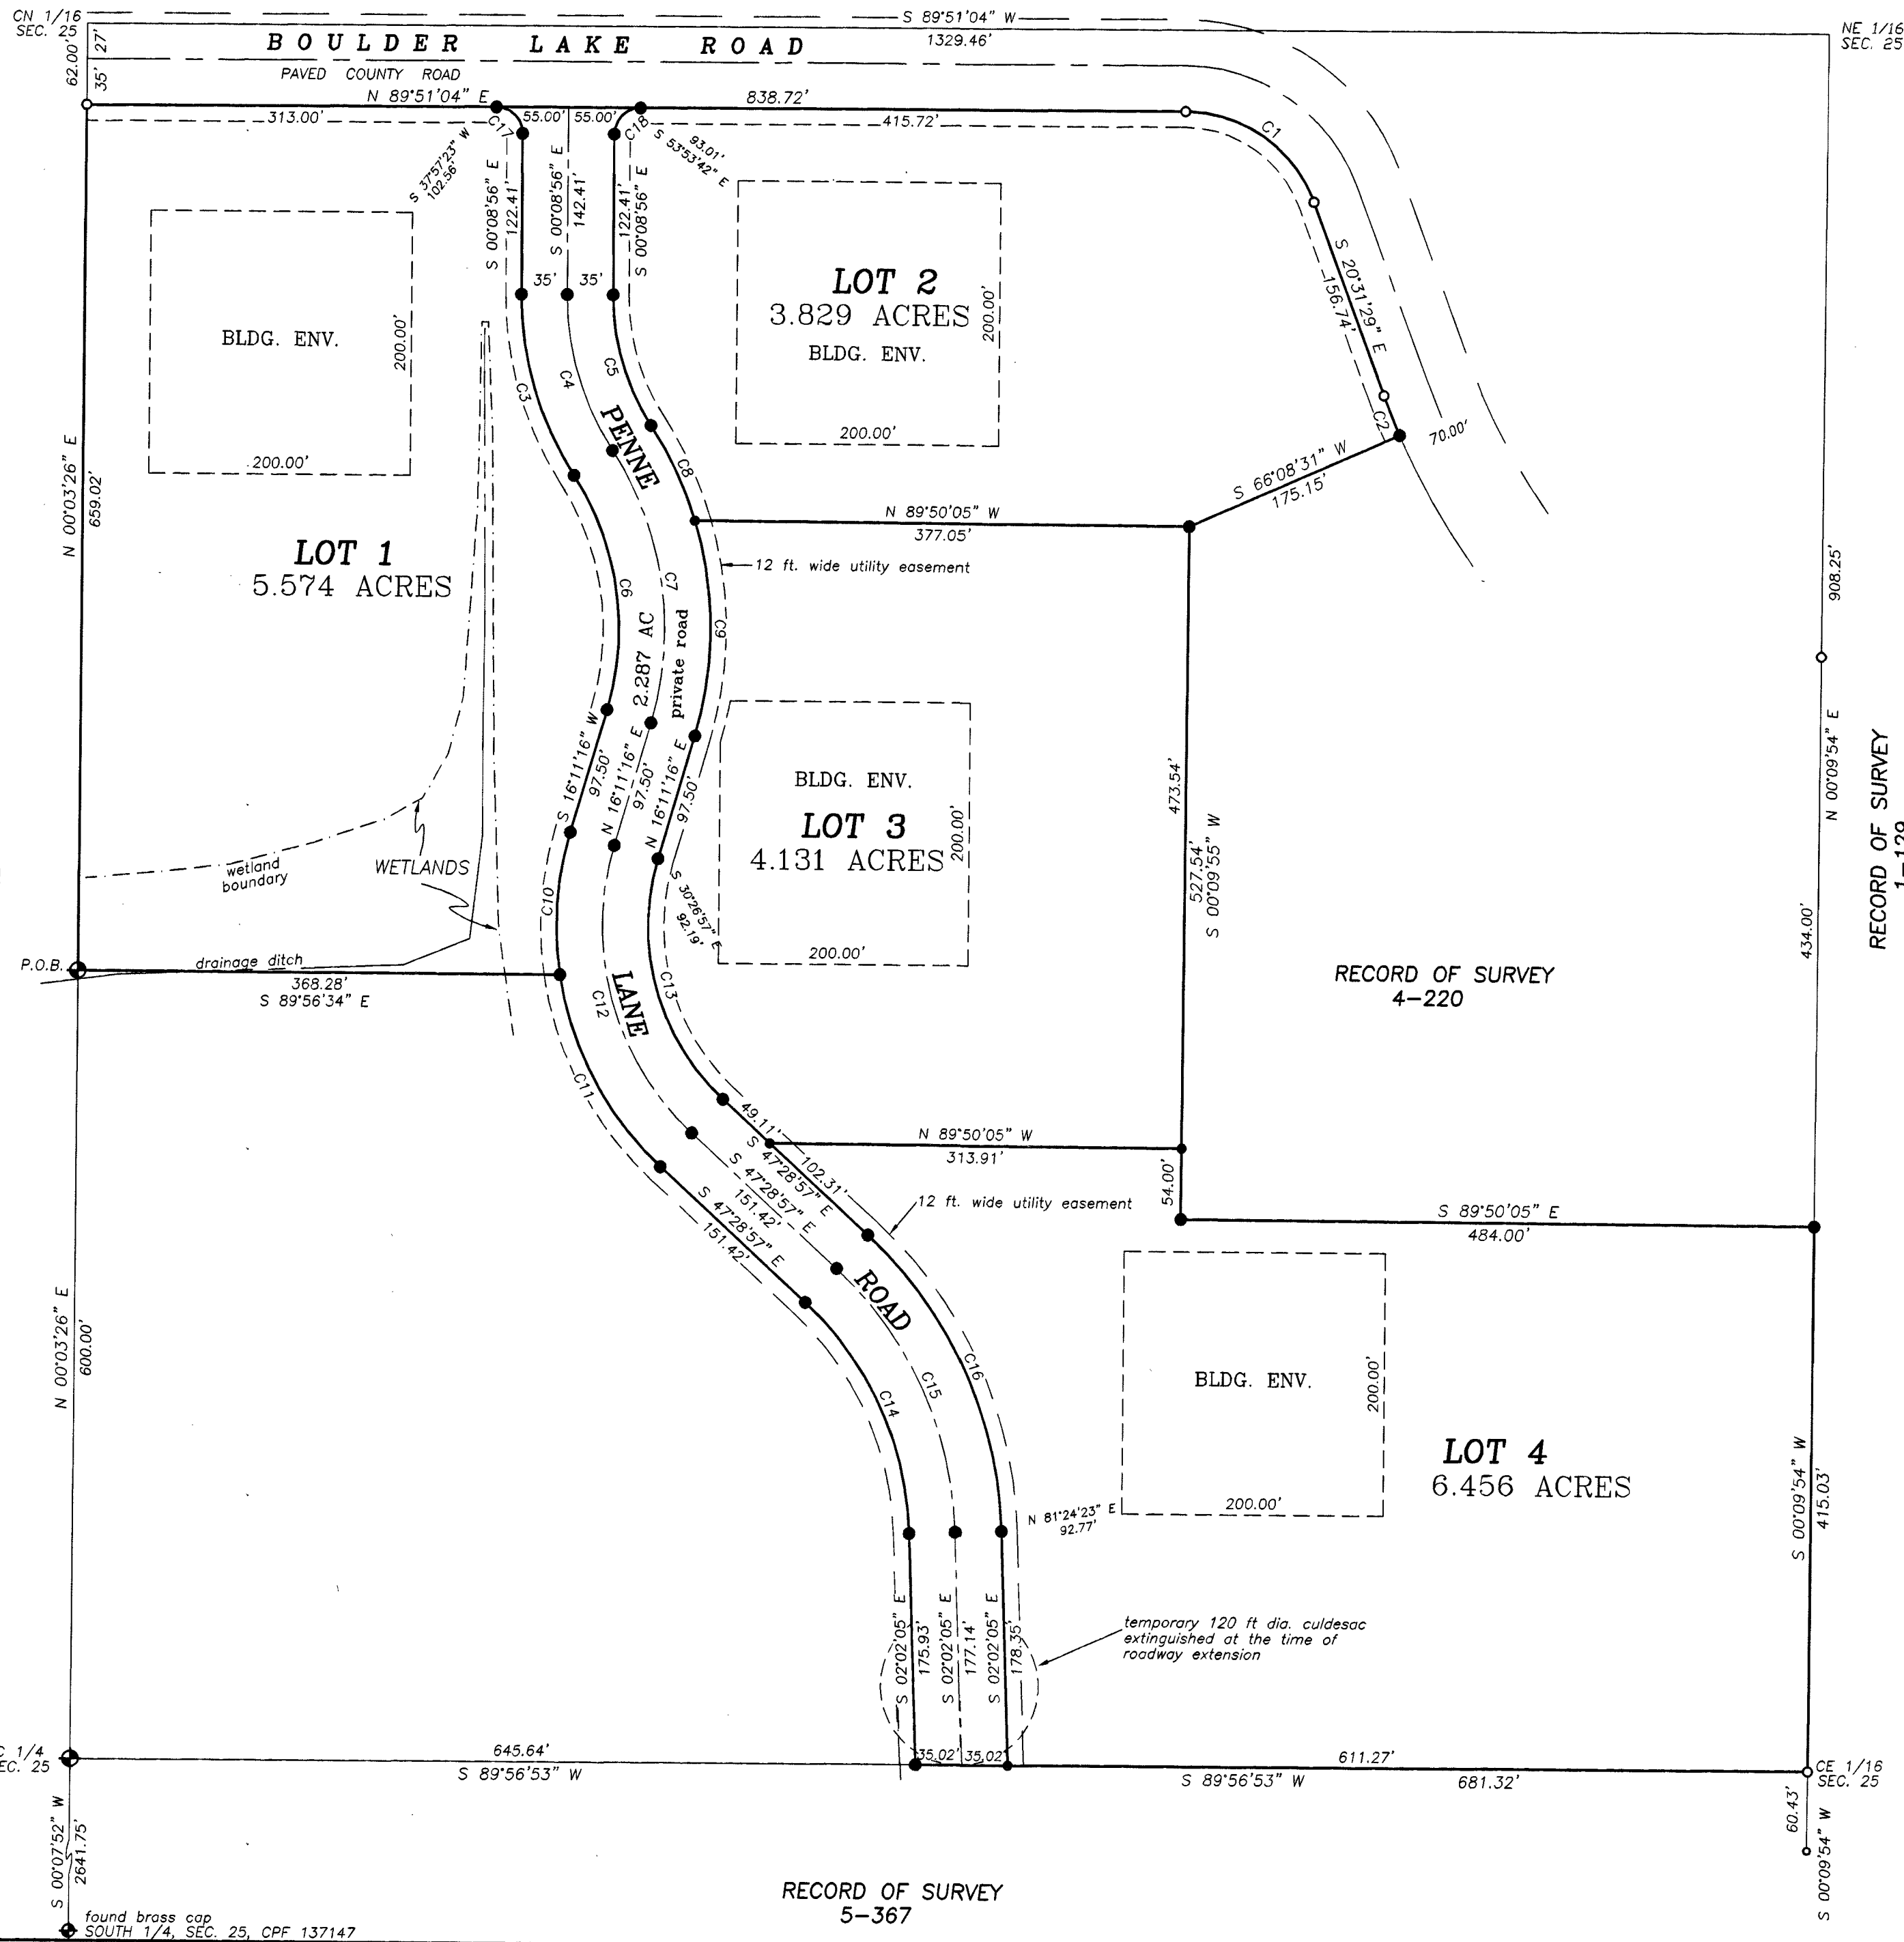 CN 1/16
SEC. 25
S 89°51'04" W
1329.46'
NE 1/16
SEC. 25
62.00'
27'
35'
BOULDER LAKE ROAD
PAVED COUNTY ROAD
N 89°51'04" E
838.72'
313.00'
55.00'
55.00'
415.72'
C17
C18
C1
S 37°57'23" W
102.56'
93.01'
S 53°53'42" E
S 00°08'56" E
122.41'
S 00°08'56" E
142.41'
122.41'
S 00°08'56" E
35'
35'
S 20°31'29" E
156.74'
C2
70.00'
LOT 2
3.829 ACRES
BLDG. ENV.
200.00'
200.00'
BLDG. ENV.
200.00'
200.00'
C3
C4
C5
PENNE
C8
S 66°08'31" W
175.15'
N 89°50'05" W
377.05'
12 ft. wide utility easement
N 00°03'26" E
659.02'
LOT 1
5.574 ACRES
C6
C7
C9
2.287 AC
private road
908.25'
S 16°11'16" W
97.50'
N 16°11'16" E
97.50'
N 16°11'16" E
97.50'
BLDG. ENV.
LOT 3
4.131 ACRES
200.00'
200.00'
S 30°26'57" E
92.19'
473.54'
527.54'
S 00°09'55" W
N 00°09'54" E
434.00'
RECORD OF SURVEY
1-129
wetland
boundary
WETLANDS
C10
P.O.B.
drainage ditch
368.28'
S 89°56'34" E
LANE
C12
C13
C11
RECORD OF SURVEY
4-220
49.11'
S 47°28'57" E
102.31'
S 47°28'57" E
151.42'
S 47°28'57" E
151.42'
N 89°50'05" W
313.91'
54.00'
12 ft. wide utility easement
S 89°50'05" E
484.00'
ROAD
N 00°03'26" E
600.00'
C14
C15
C16
BLDG. ENV.
200.00'
200.00'
LOT 4
6.456 ACRES
S 00°09'54" W
415.03'
N 81°24'23" E
92.77'
S 02°02'05" E
175.93'
S 02°02'05" E
177.14'
S 02°02'05" E
178.35'
temporary 120 ft dia. culdesac
extinguished at the time of
roadway extension
C 1/4
SEC. 25
645.64'
S 89°56'53" W
35.02'
35.02'
611.27'
S 89°56'53" W
681.32'
CE 1/16
SEC. 25
60.43'
S 00°09'54" W
S 00°07'52" W
2641.75'
RECORD OF SURVEY
5-367
found brass cap
SOUTH 1/4, SEC. 25, CPF 137147